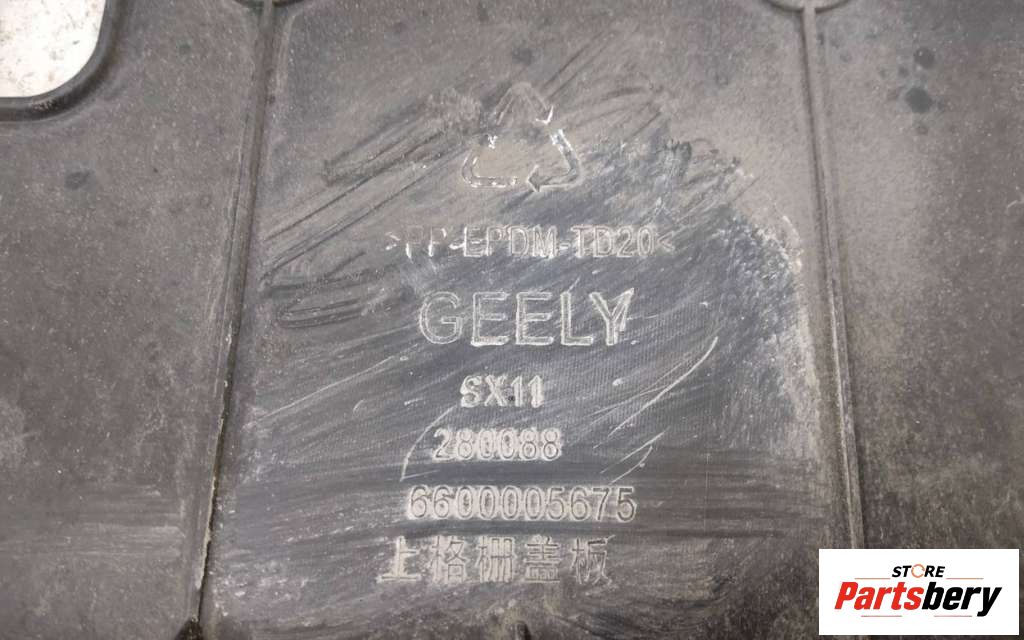 >PP-EPDM-TD20<
GEELY
SX11
280088
6600005675
上格栅盖板
STORE
Partsbery